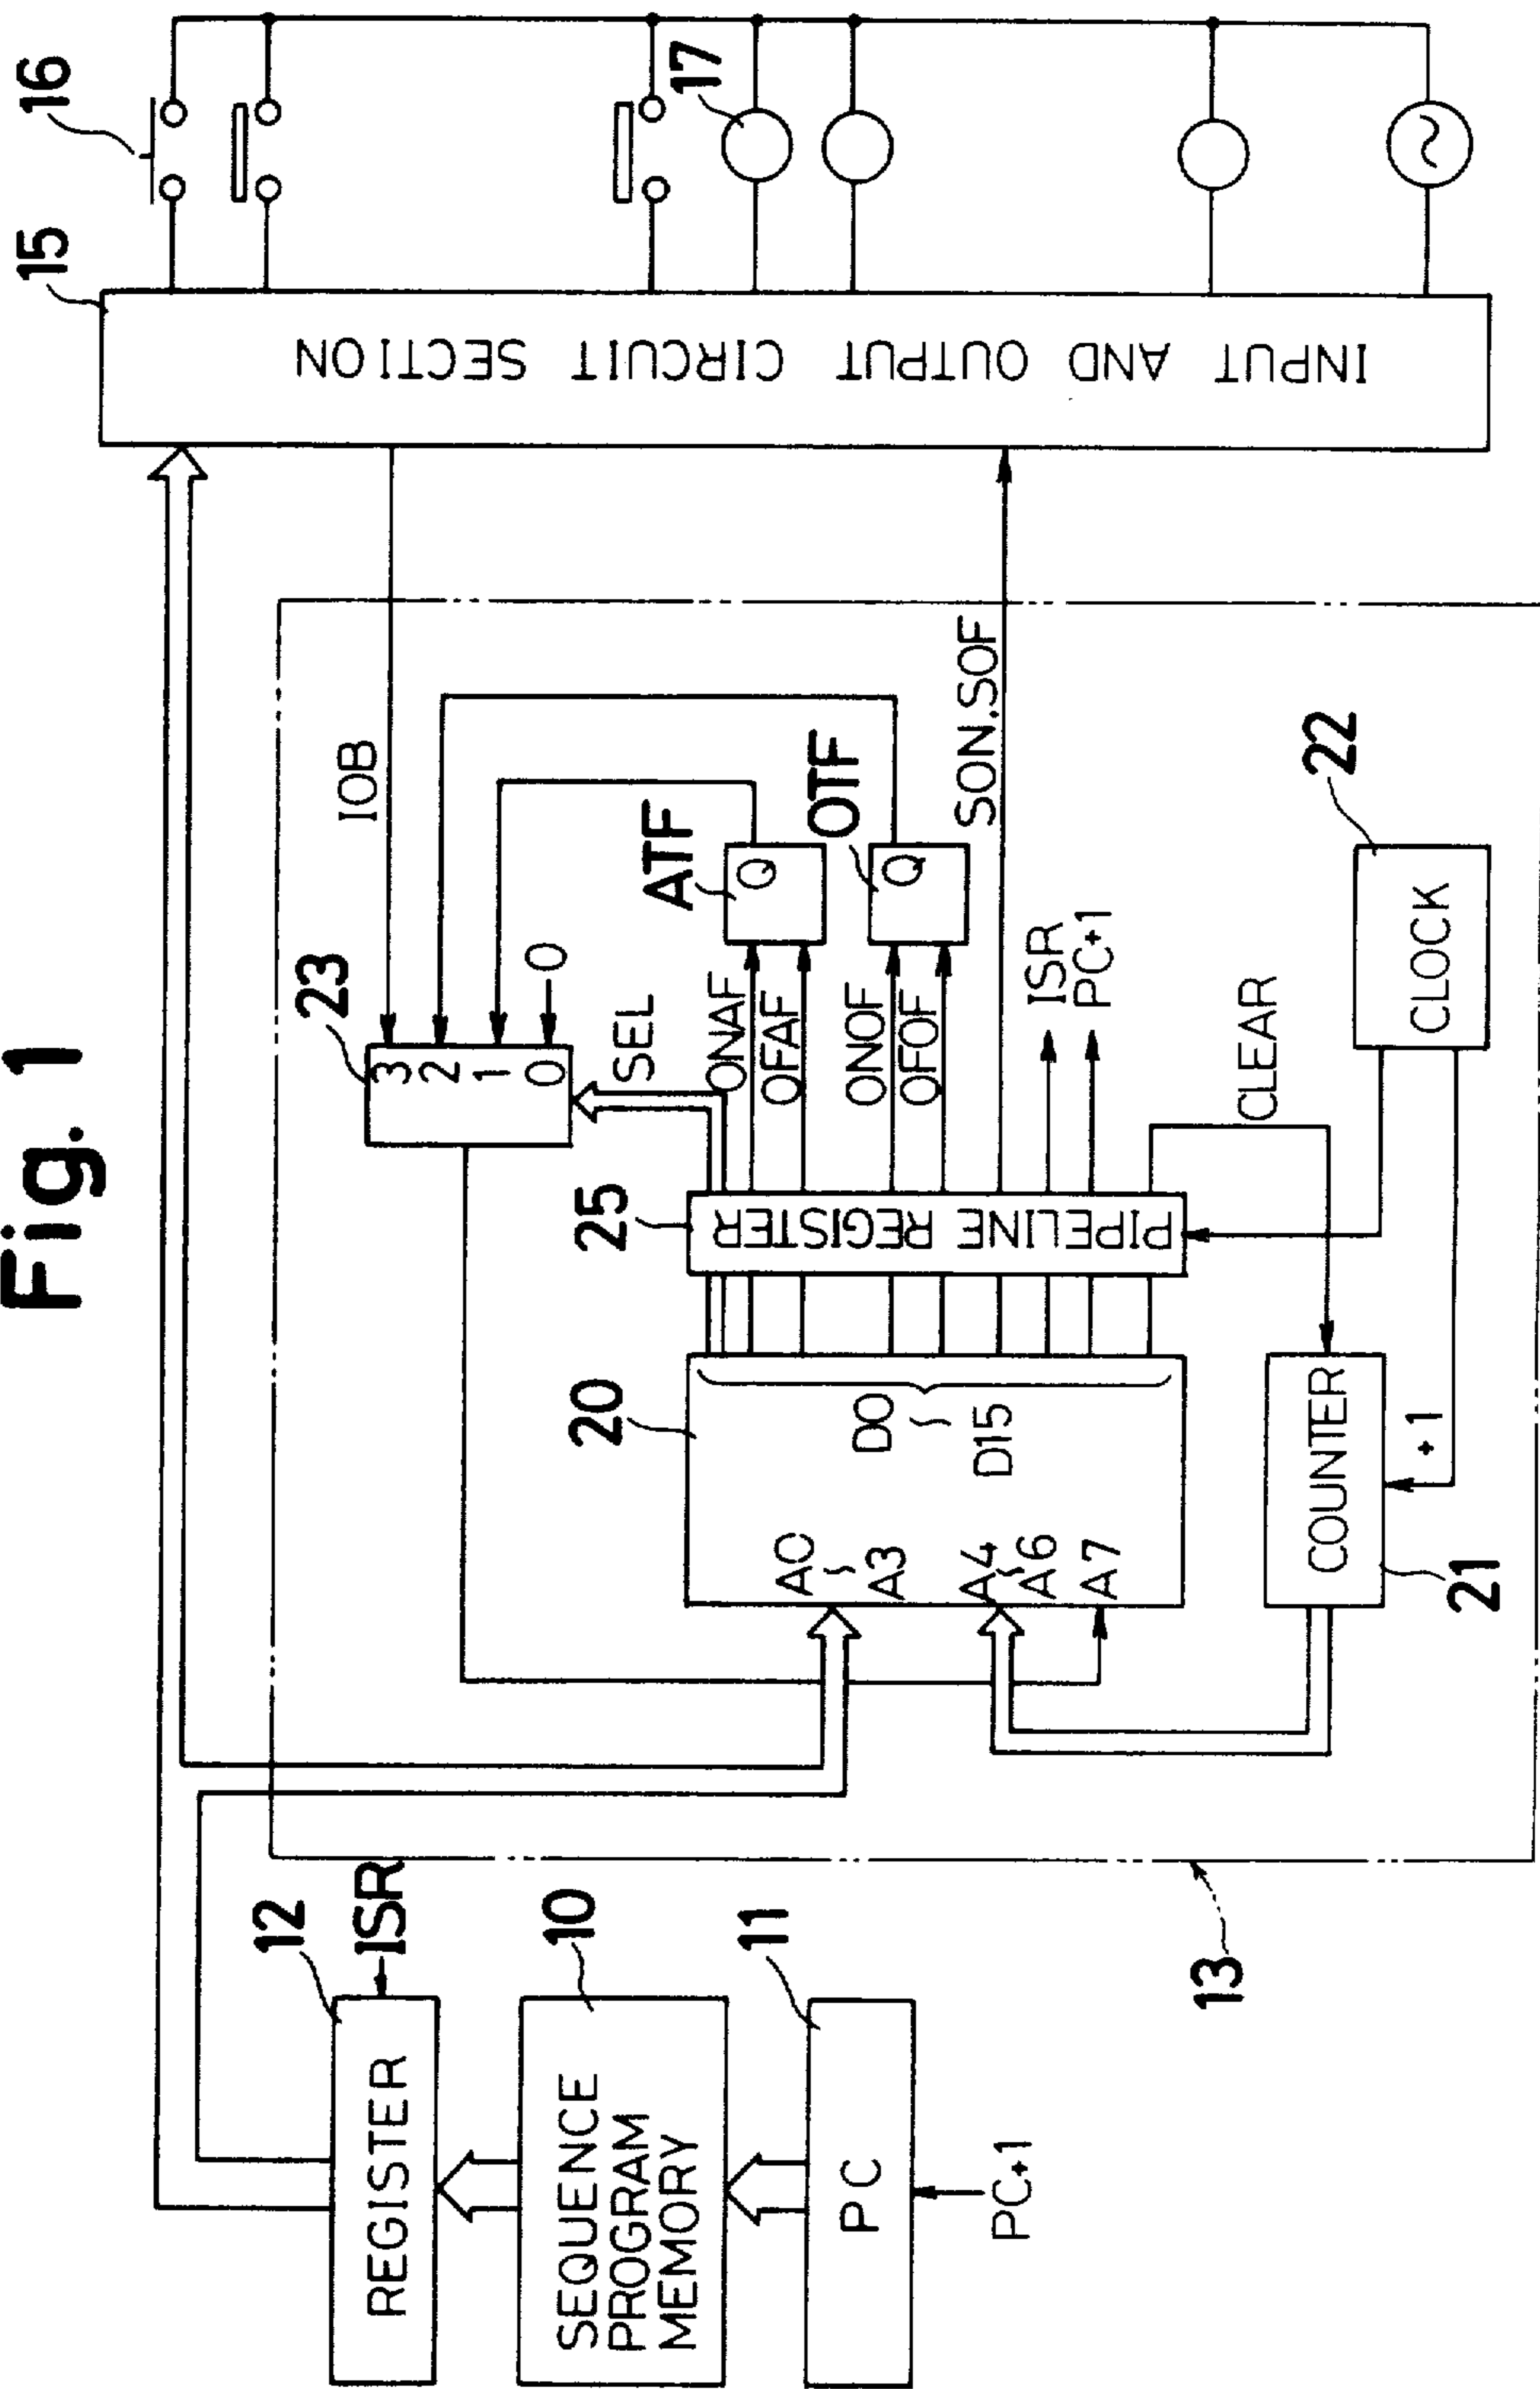 Fig. 1
12
REGISTER
ISR
10
SEQUENCE
PROGRAM
MEMORY
11
PC
PC+1
13
23
3
2
1
0
0
IOB
SEL
20
A0
A3
A4
A6
A7
D0
D15
25
PIPELINE REGISTER
ONAF
OFAF
ONOF
OFOF
ATF
Q
OTF
Q
SON.SOF
ISR
PC+1
CLEAR
21
COUNTER
+1
22
CLOCK
15
INPUT AND OUTPUT CIRCUIT SECTION
16
17